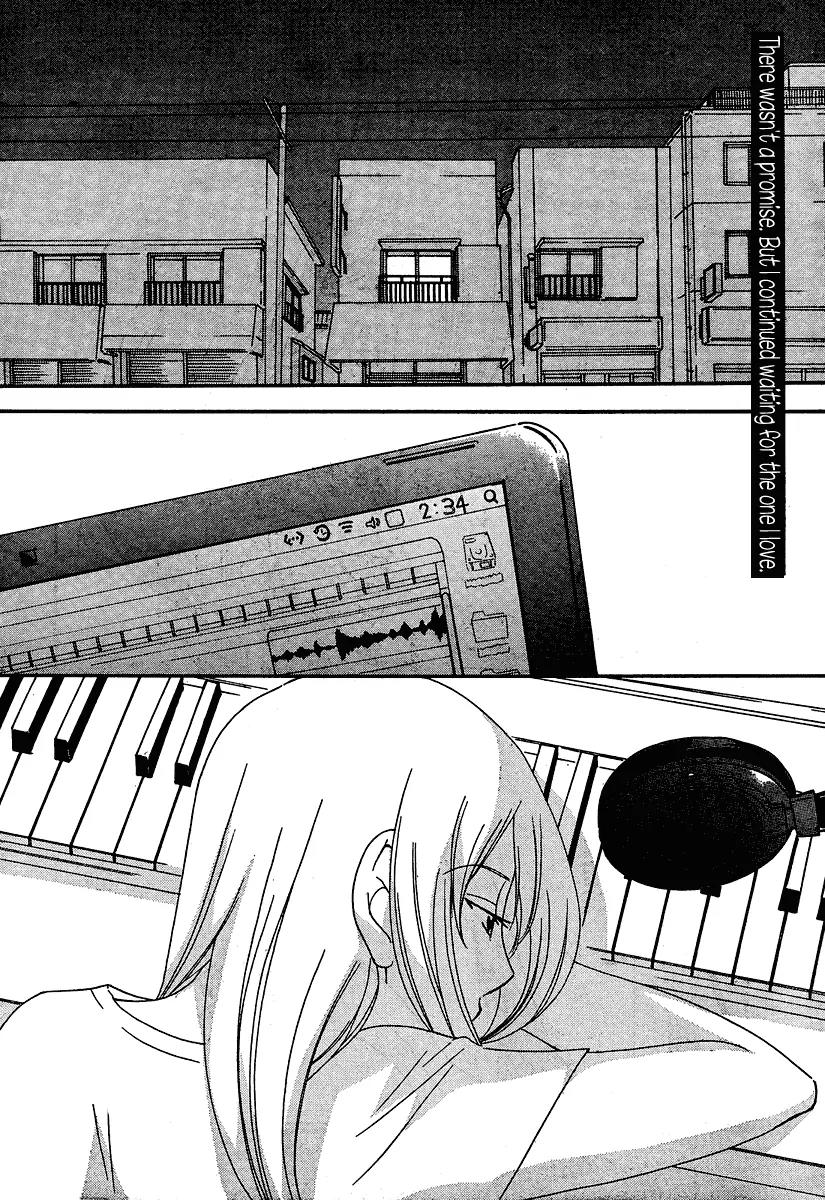 There wasn't a promise. But I continued waiting for the one I love.
2:34